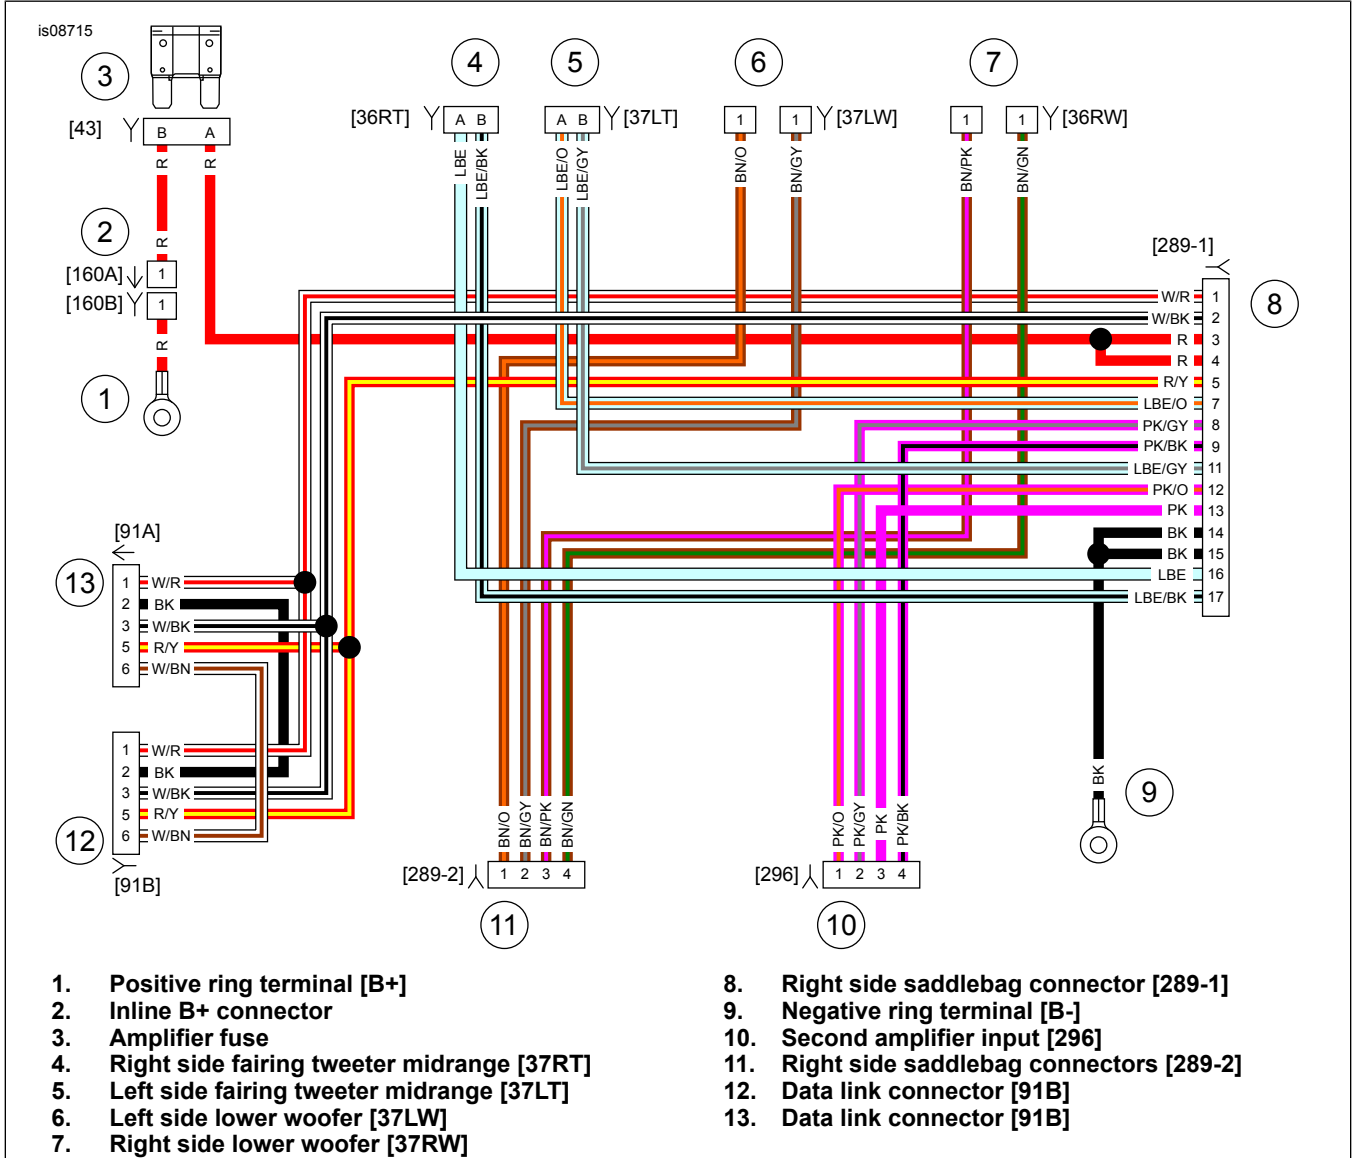 is08715
3
4
5
6
7
[43]
B A
[36RT]
A B
A B
[37LT]
1
1
[37LW]
1
1
[36RW]
R
R
LBE
LBE/BK
LBE/O
LBE/GY
BN/O
BN/GY
BN/PK
BN/GN
2
R
[160A]
1
[160B]
1
R
1
[289-1]
8
W/R 1
W/BK 2
R 3
R 4
R/Y 5
LBE/O 7
PK/GY 8
PK/BK 9
LBE/GY 11
PK/O 12
PK 13
BK 14
BK 15
LBE 16
LBE/BK 17
[91A]
13
1 W/R
2 BK
3 W/BK
5 R/Y
6 W/BN
1 W/R
2 BK
3 W/BK
5 R/Y
6 W/BN
12
[91B]
BN/O
BN/GY
BN/PK
BN/GN
[289-2]
1 2 3 4
11
PK/O
PK/GY
PK
PK/BK
[296]
1 2 3 4
10
BK
9
1. Positive ring terminal [B+]
2. Inline B+ connector
3. Amplifier fuse
4. Right side fairing tweeter midrange [37RT]
5. Left side fairing tweeter midrange [37LT]
6. Left side lower woofer [37LW]
7. Right side lower woofer [37RW]
8. Right side saddlebag connector [289-1]
9. Negative ring terminal [B-]
10. Second amplifier input [296]
11. Right side saddlebag connectors [289-2]
12. Data link connector [91B]
13. Data link connector [91B]